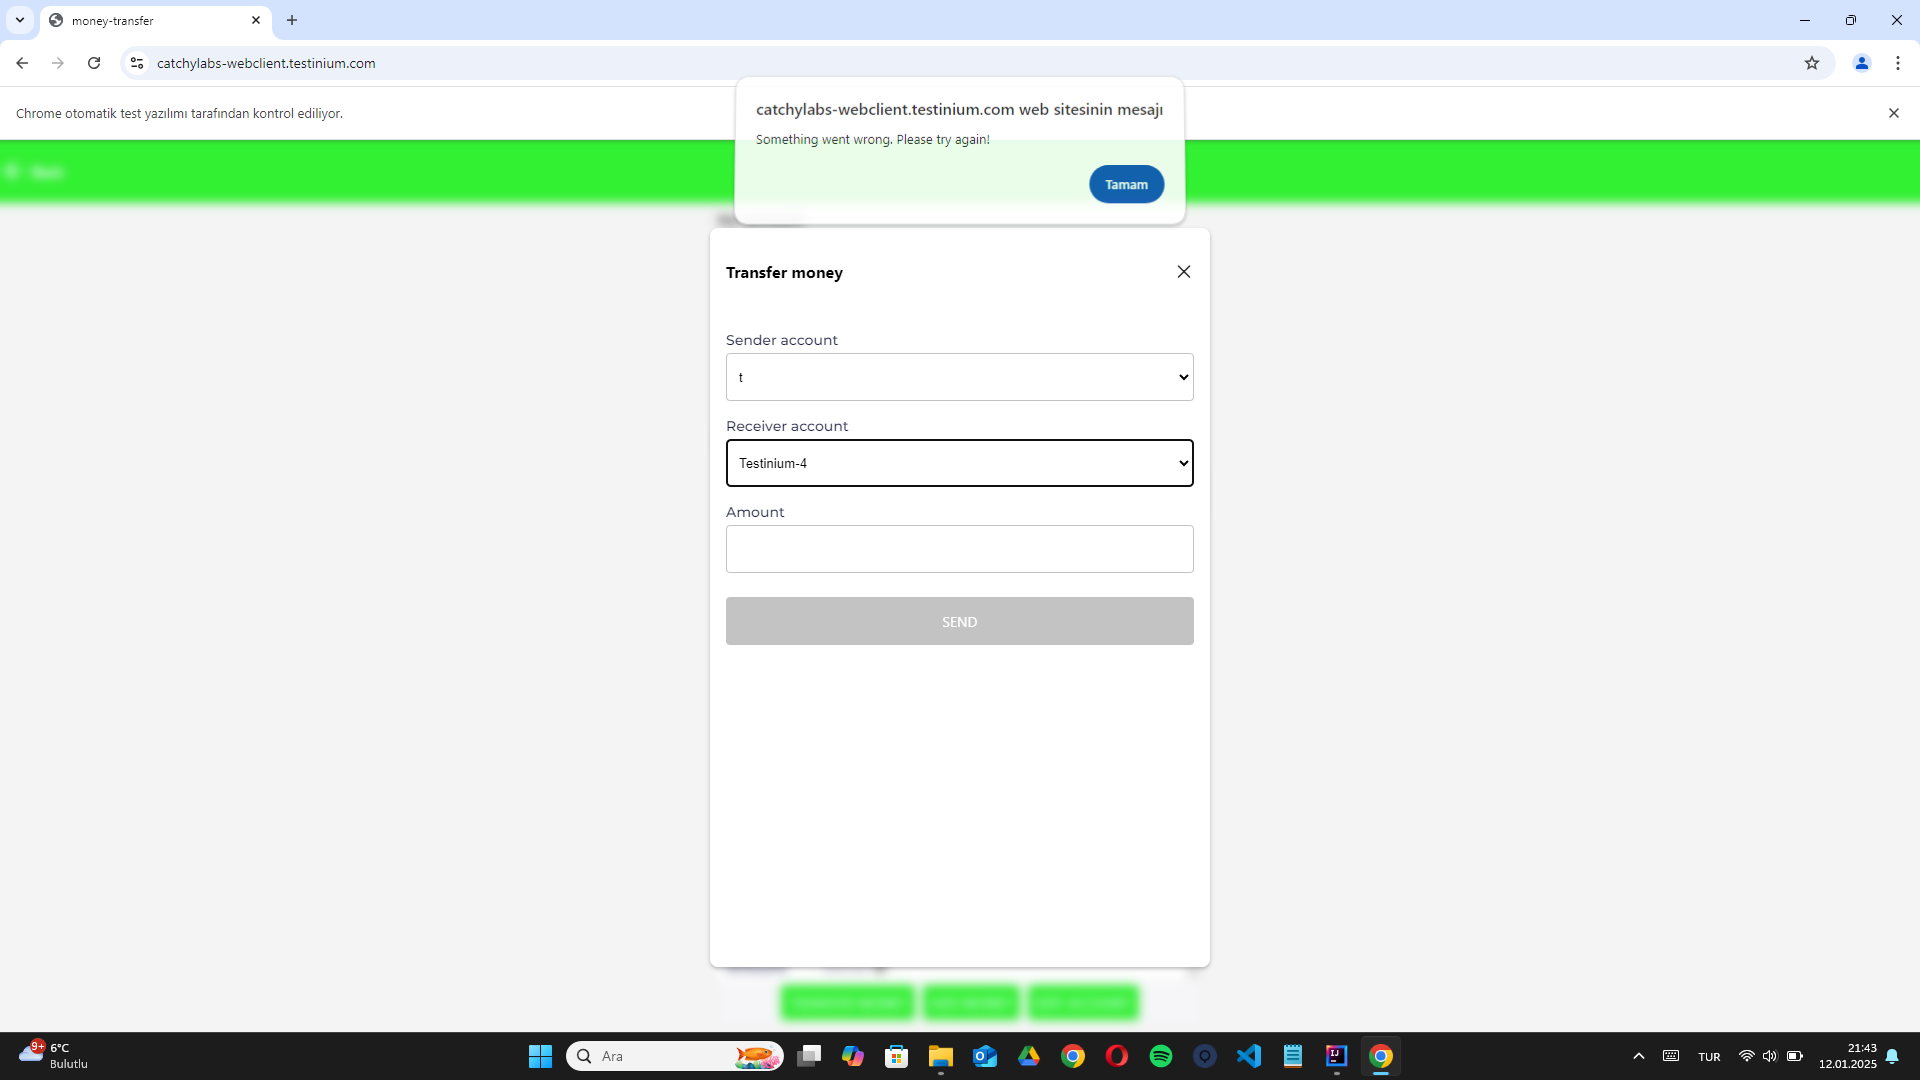 money-transfer
catchylabs-webclient.testinium.com
Chrome otomatik test yazılımı tarafından kontrol ediliyor.
catchylabs-webclient.testinium.com web sitesinin mesajı
Something went wrong. Please try again!
Tamam
Transfer money
Sender account
t
Receiver account
Testinium-4
Amount
SEND
9+
6°C
Bulutlu
Ara
TUR
21:43
12.01.2025